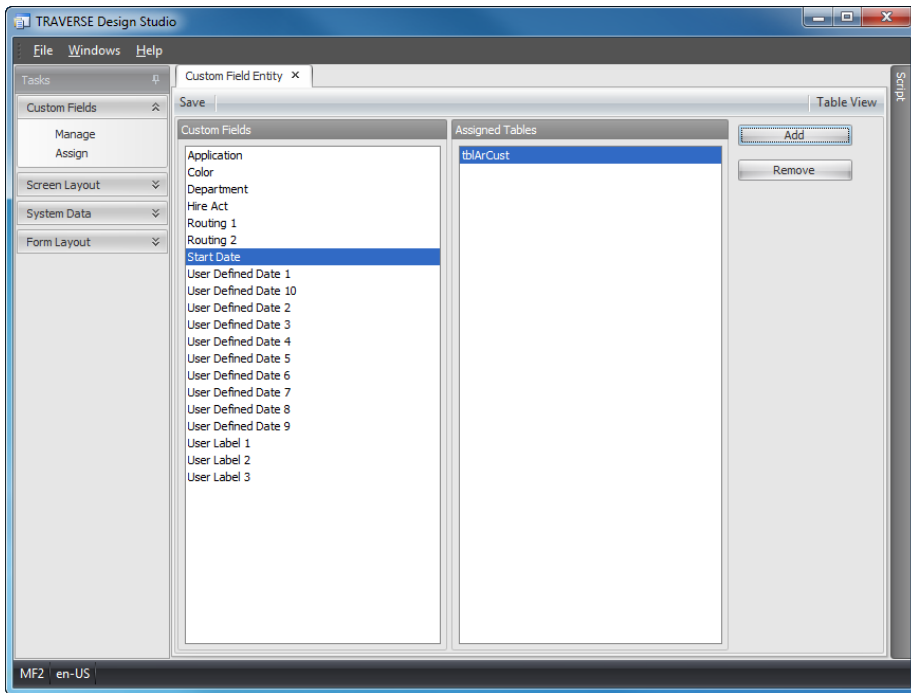 TRAVERSE Design Studio
File Windows Help
Tasks
Custom Fields
Manage
Assign
Screen Layout
System Data
Form Layout
Custom Field Entity
Save
Table View
Script
Custom Fields
Application
Color
Department
Hire Act
Routing 1
Routing 2
Start Date
User Defined Date 1
User Defined Date 10
User Defined Date 2
User Defined Date 3
User Defined Date 4
User Defined Date 5
User Defined Date 6
User Defined Date 7
User Defined Date 8
User Defined Date 9
User Label 1
User Label 2
User Label 3
Assigned Tables
tblArCust
Add
Remove
MF2 en-US